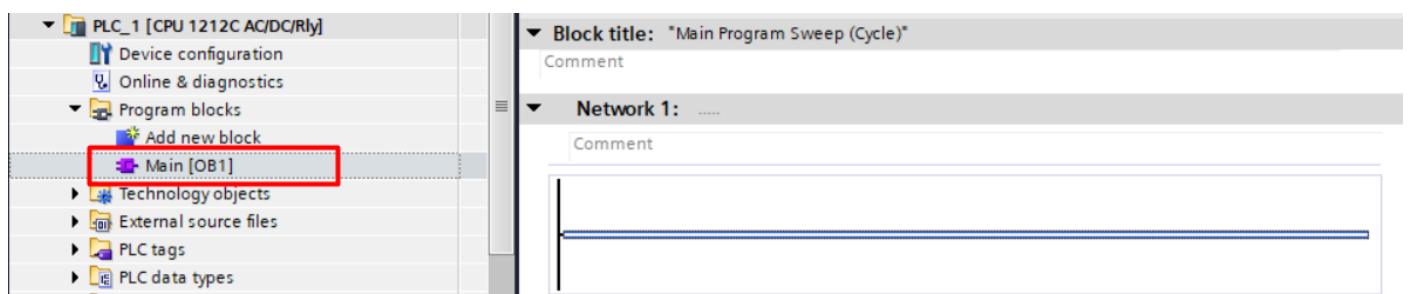 PLC_1 [CPU 1212C AC/DC/Rly]
Device configuration
Online & diagnostics
Program blocks
Add new block
Main [OB1]
Technology objects
External source files
PLC tags
PLC data types
Block title: "Main Program Sweep (Cycle)"
Comment
Network 1: .....
Comment